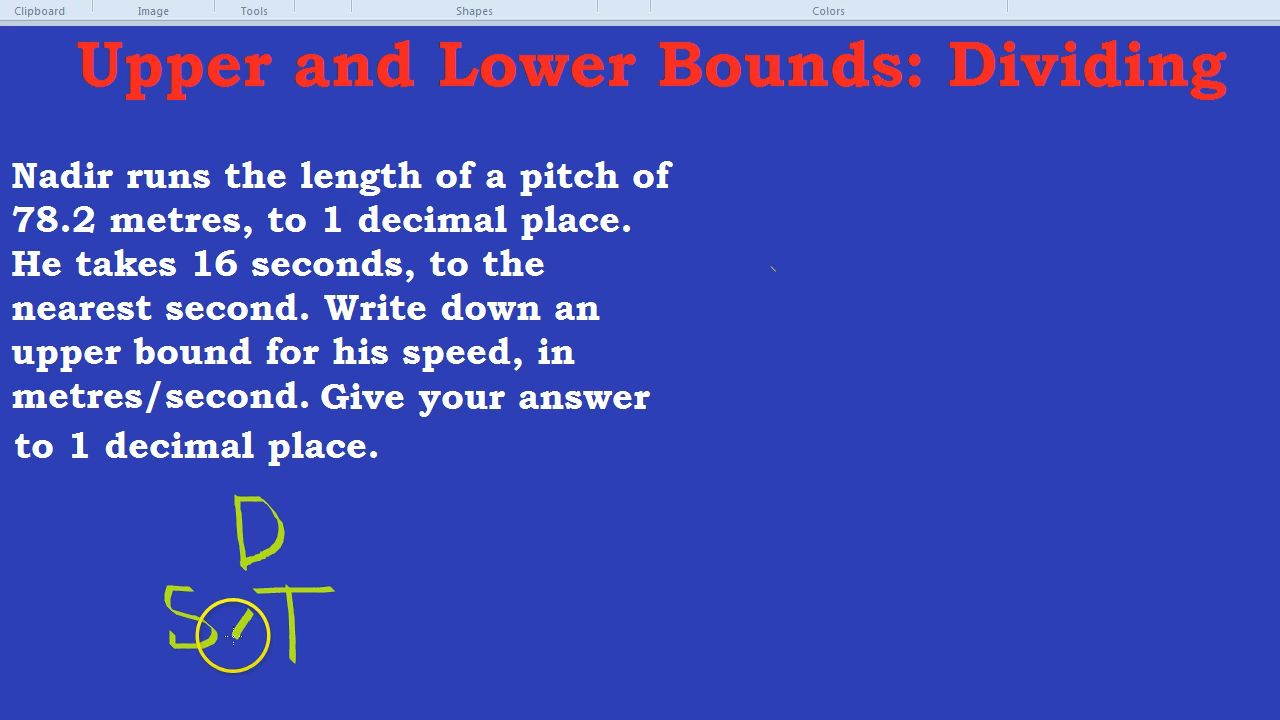 Clipboard Image Tools Shapes Colors
Upper and Lower Bounds: Dividing
Nadir runs the length of a pitch of
78.2 metres, to 1 decimal place.
He takes 16 seconds, to the
nearest second. Write down an
upper bound for his speed, in
metres/second. Give your answer
to 1 decimal place.
D
S T